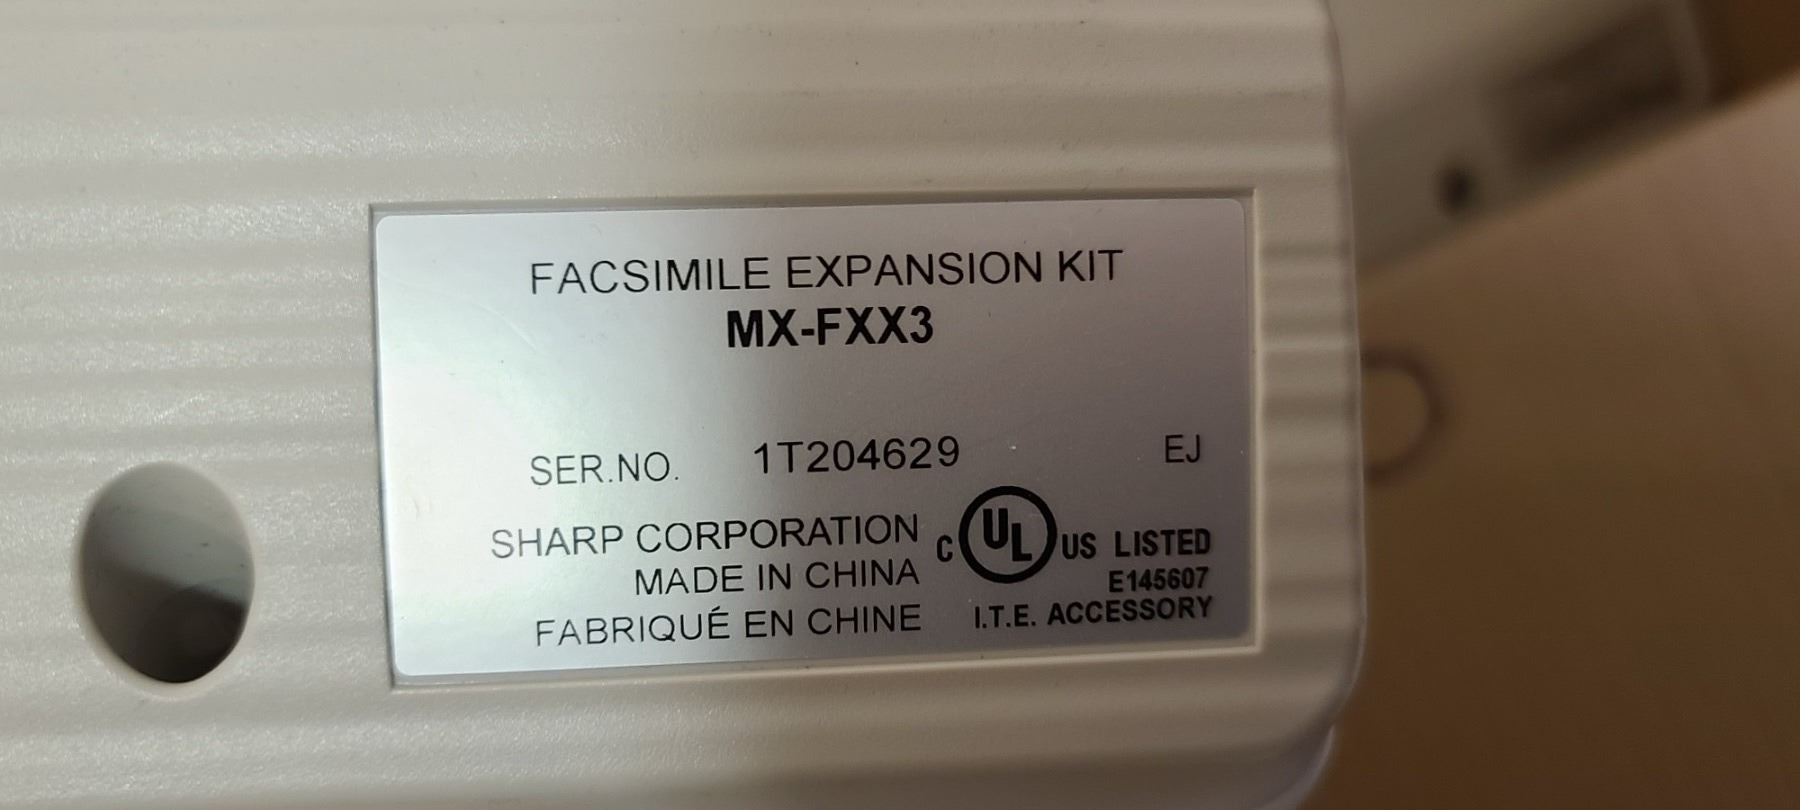 FACSIMILE EXPANSION KIT
MX-FXX3
SER.NO. 1T204629 EJ
SHARP CORPORATION
MADE IN CHINA
FABRIQUÉ EN CHINE
C UL US LISTED
E145607
I.T.E. ACCESSORY